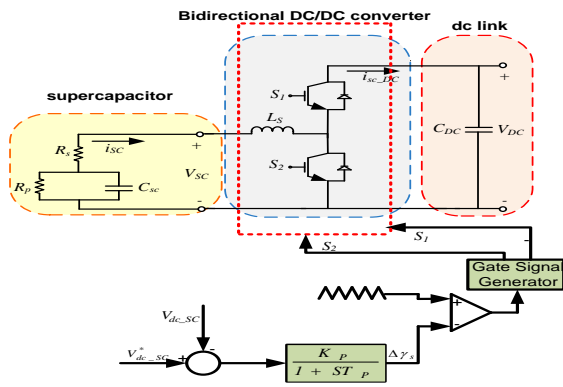 Bidirectional DC/DC converter
dc link
supercapacitor
S1
isc_DC
+
LS
CDC
VDC
Rs
iSC
+
S2
RP
Csc
VSC
-
-
S1
S2
-
Gate Signal
Generator
Vdc_SC
+
-
-
V*dc_SC
+
K P
1 + ST P
Δγs